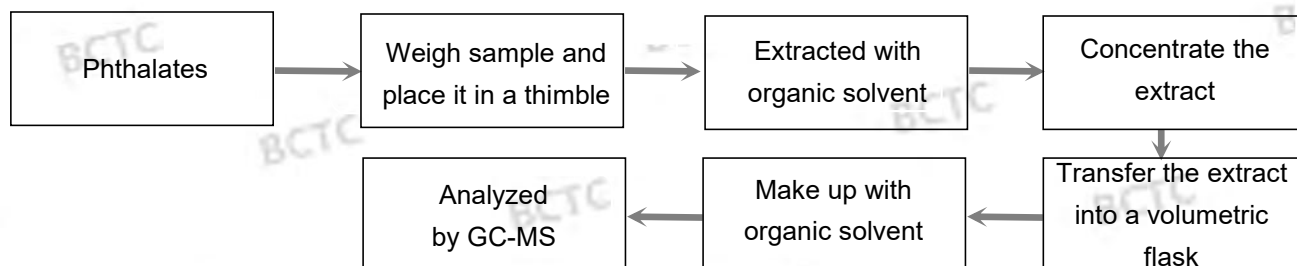 Phthalates
Weigh sample and
place it in a thimble
Extracted with
organic solvent
Concentrate the
extract
Transfer the extract
into a volumetric
flask
Make up with
organic solvent
Analyzed
by GC-MS
BCTC
BCTC
BCTC
BCTC
BCTC